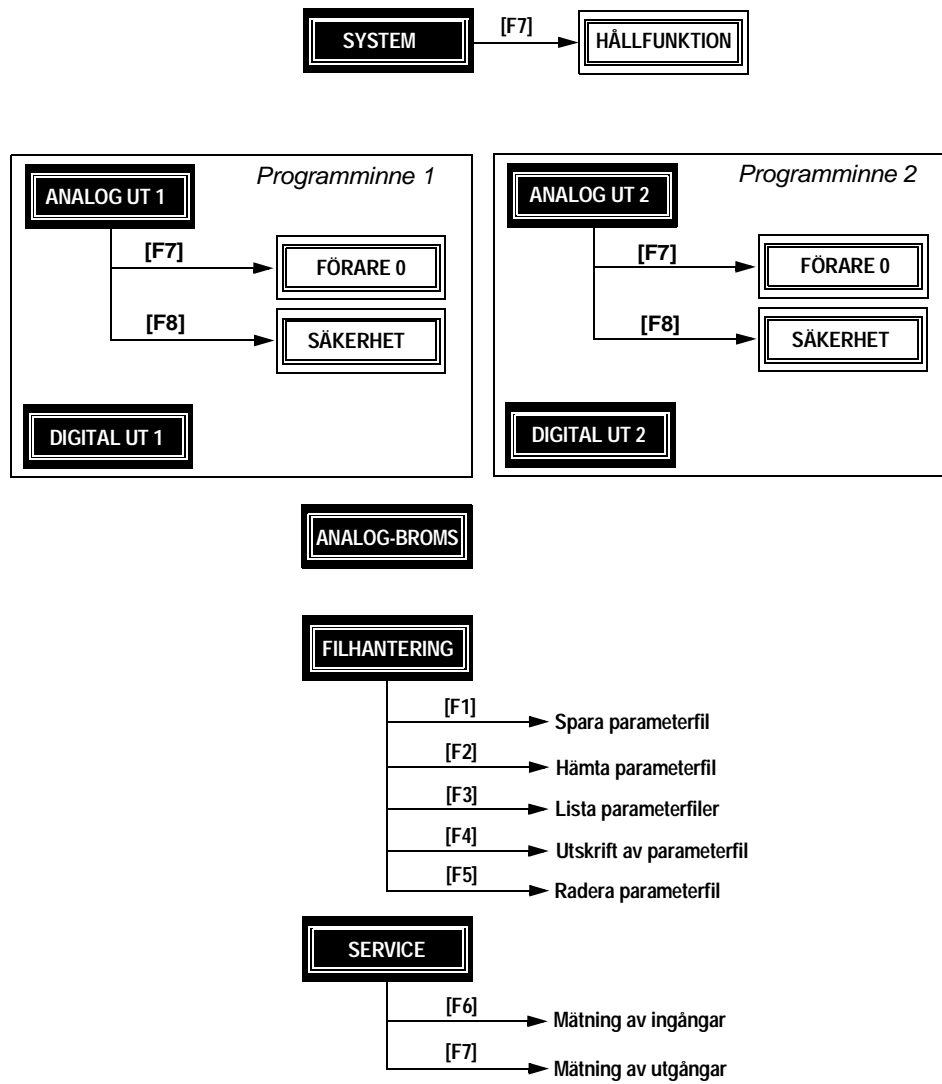 SYSTEM
[F7]
HÅLLFUNKTION
Programminne 1
ANALOG UT 1
[F7]
FÖRARE 0
[F8]
SÄKERHET
DIGITAL UT 1
Programminne 2
ANALOG UT 2
[F7]
FÖRARE 0
[F8]
SÄKERHET
DIGITAL UT 2
ANALOG-BROMS
FILHANTERING
[F1]
Spara parameterfil
[F2]
Hämta parameterfil
[F3]
Lista parameterfiler
[F4]
Utskrift av parameterfil
[F5]
Radera parameterfil
SERVICE
[F6]
Mätning av ingångar
[F7]
Mätning av utgångar